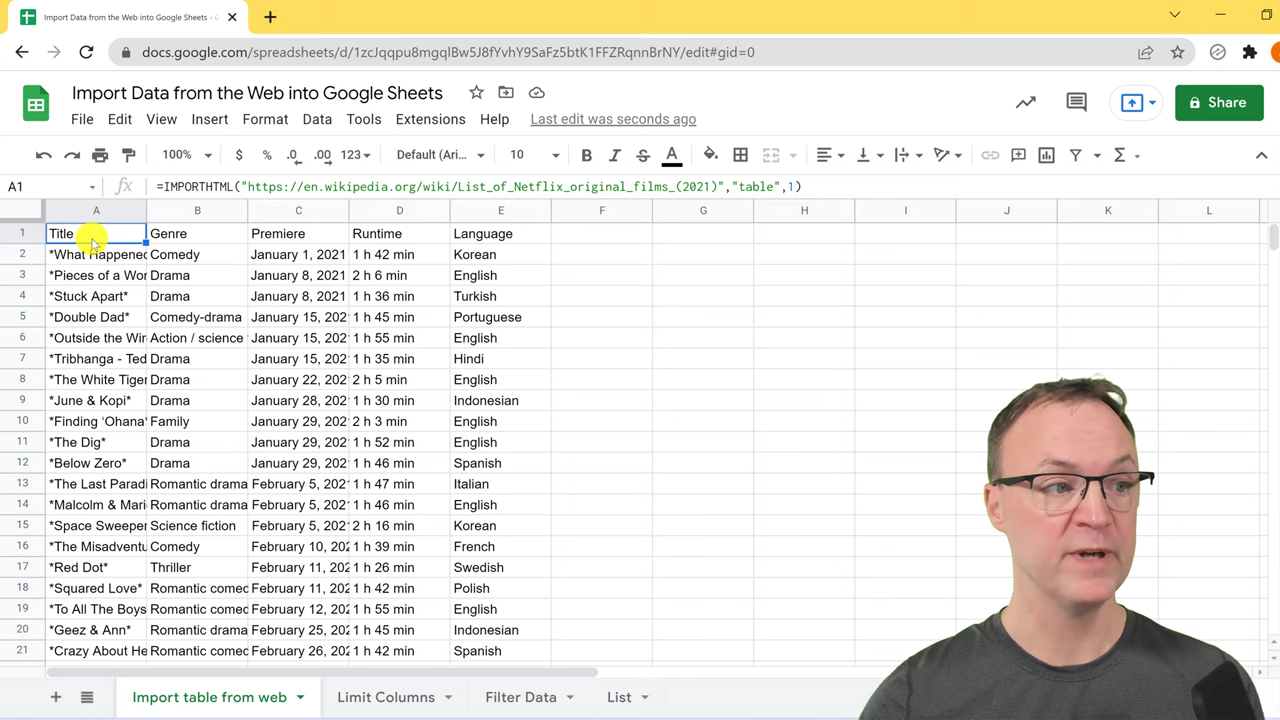 Import Data from the Web into Google Sheets - G
docs.google.com/spreadsheets/d/1zcJqqpu8mgqlBw5J8fYvhY9SaFz5btK1FFZRqnnBrNY/edit#gid=0
Import Data from the Web into Google Sheets
File Edit View Insert Format Data Tools Extensions Help Last edit was seconds ago
Share
100% $ % .0 .00 123 Default (Ari... 10 B I S A
A1 fx =IMPORTHTML("https://en.wikipedia.org/wiki/List_of_Netflix_original_films_(2021)","table",1)
A B C D E F G H I J K L
1 Title Genre Premiere Runtime Language
2 *What Happened Comedy January 1, 2021 1 h 42 min Korean
3 *Pieces of a Wor Drama January 8, 2021 2 h 6 min English
4 *Stuck Apart* Drama January 8, 2021 1 h 36 min Turkish
5 *Double Dad* Comedy-drama January 15, 202 1 h 45 min Portuguese
6 *Outside the Wir Action / science January 15, 202 1 h 55 min English
7 *Tribhanga - Ted Drama January 15, 202 1 h 35 min Hindi
8 *The White Tiger Drama January 22, 202 2 h 5 min English
9 *June & Kopi* Drama January 28, 202 1 h 30 min Indonesian
10 *Finding ‘Ohana* Family January 29, 202 2 h 3 min English
11 *The Dig* Drama January 29, 202 1 h 52 min English
12 *Below Zero* Drama January 29, 202 1 h 46 min Spanish
13 *The Last Paradi Romantic drama February 5, 202 1 h 47 min Italian
14 *Malcolm & Mari Romantic drama February 5, 202 1 h 46 min English
15 *Space Sweeper Science fiction February 5, 202 2 h 16 min Korean
16 *The Misadventu Comedy February 10, 202 1 h 39 min French
17 *Red Dot* Thriller February 11, 202 1 h 26 min Swedish
18 *Squared Love* Romantic comed February 11, 202 1 h 42 min Polish
19 *To All The Boys Romantic comed February 12, 202 1 h 55 min English
20 *Geez & Ann* Romantic drama February 25, 202 1 h 45 min Indonesian
21 *Crazy About He Romantic comed February 26, 202 1 h 42 min Spanish
Import table from web Limit Columns Filter Data List